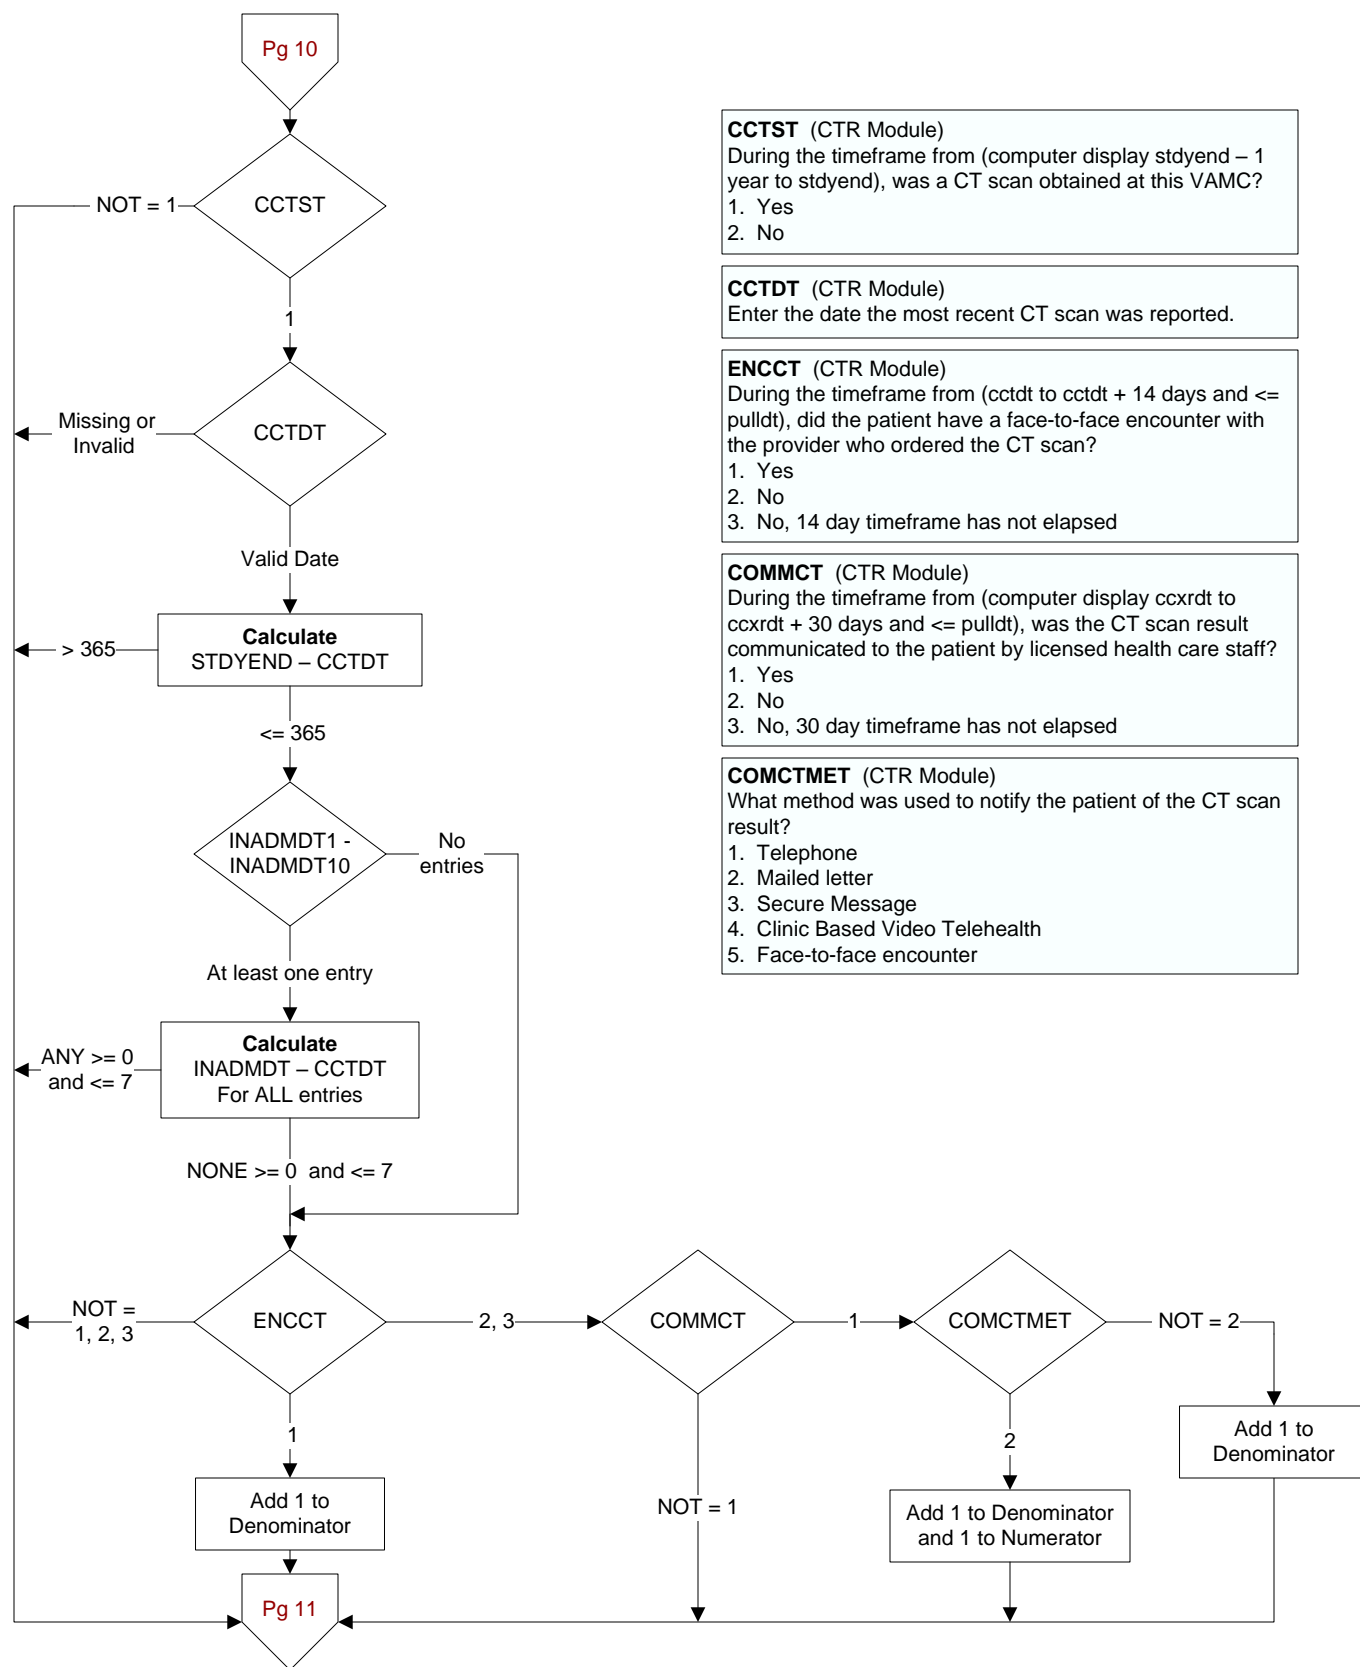 Pg 10
CCTST
NOT = 1
1
CCTDT
Missing or
Invalid
Valid Date
Calculate
STDYEND – CCTDT
> 365
<= 365
INADMDT1 -
INADMDT10
No
entries
At least one entry
Calculate
INADMDT – CCTDT
For ALL entries
ANY >= 0
and <= 7
NONE >= 0 and <= 7
ENCCT
NOT =
1, 2, 3
2, 3
COMMCT
1
COMCTMET
NOT = 2
1
Add 1 to
Denominator
NOT = 1
2
Add 1 to Denominator
and 1 to Numerator
Add 1 to
Denominator
Pg 11
CCTST (CTR Module)
During the timeframe from (computer display stdyend – 1
year to stdyend), was a CT scan obtained at this VAMC?
1. Yes
2. No
CCTDT (CTR Module)
Enter the date the most recent CT scan was reported.
ENCCT (CTR Module)
During the timeframe from (cctdt to cctdt + 14 days and <=
pulldt), did the patient have a face-to-face encounter with
the provider who ordered the CT scan?
1. Yes
2. No
3. No, 14 day timeframe has not elapsed
COMMCT (CTR Module)
During the timeframe from (computer display ccxrdt to
ccxrdt + 30 days and <= pulldt), was the CT scan result
communicated to the patient by licensed health care staff?
1. Yes
2. No
3. No, 30 day timeframe has not elapsed
COMCTMET (CTR Module)
What method was used to notify the patient of the CT scan
result?
1. Telephone
2. Mailed letter
3. Secure Message
4. Clinic Based Video Telehealth
5. Face-to-face encounter